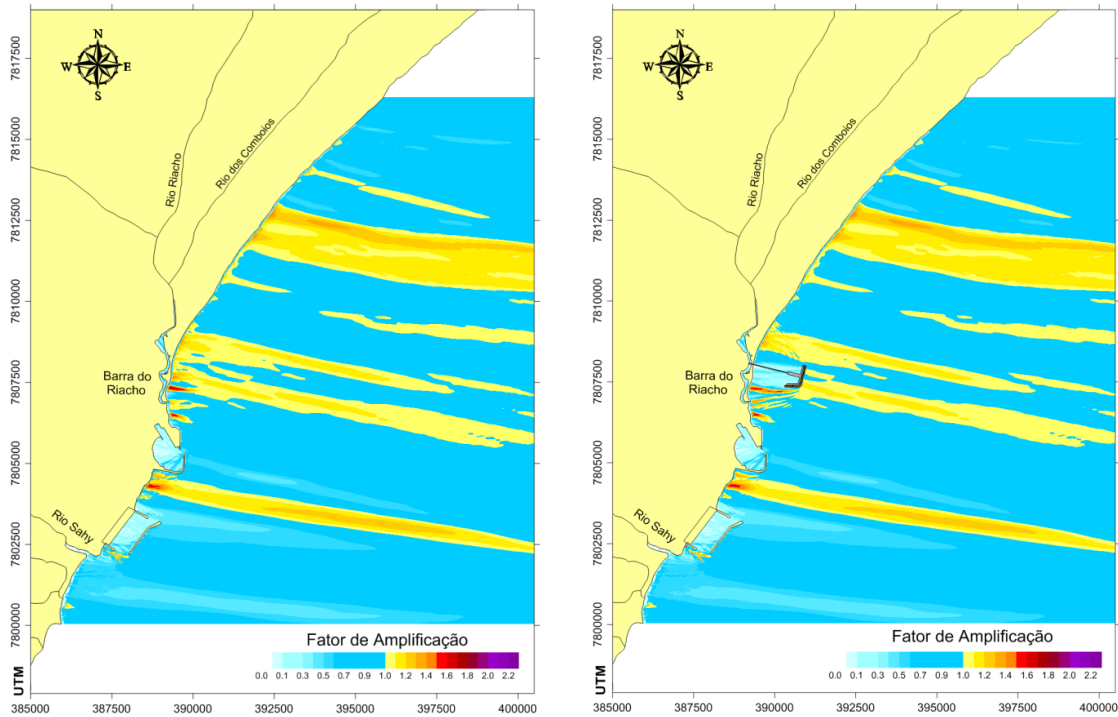 7817500
7815000
7812500
7810000
7807500
7805000
7802500
7800000
N
W E
S
Rio Riacho
Rio dos Comboios
Barra do
Riacho
Rio Sahy
Fator de Amplificação
0.0 0.1 0.3 0.5 0.7 0.9 1.0 1.2 1.4 1.6 1.8 2.0 2.2
UTM
385000 387500 390000 392500 395000 397500 400000
7817500
7815000
7812500
7810000
7807500
7805000
7802500
7800000
N
W E
S
Rio Riacho
Rio dos Comboios
Barra do
Riacho
Rio Sahy
Fator de Amplificação
0.0 0.1 0.3 0.5 0.7 0.9 1.0 1.2 1.4 1.6 1.8 2.0 2.2
UTM
385000 387500 390000 392500 395000 397500 400000